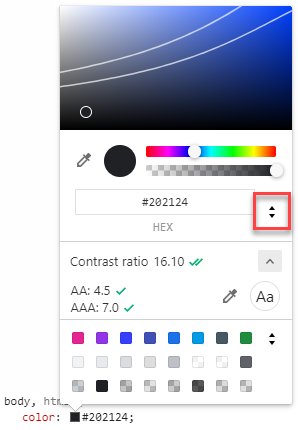 #202124
HEX
Contrast ratio 16.10
AA: 4.5
AAA: 7.0
Aa
body, htm
color: #202124;